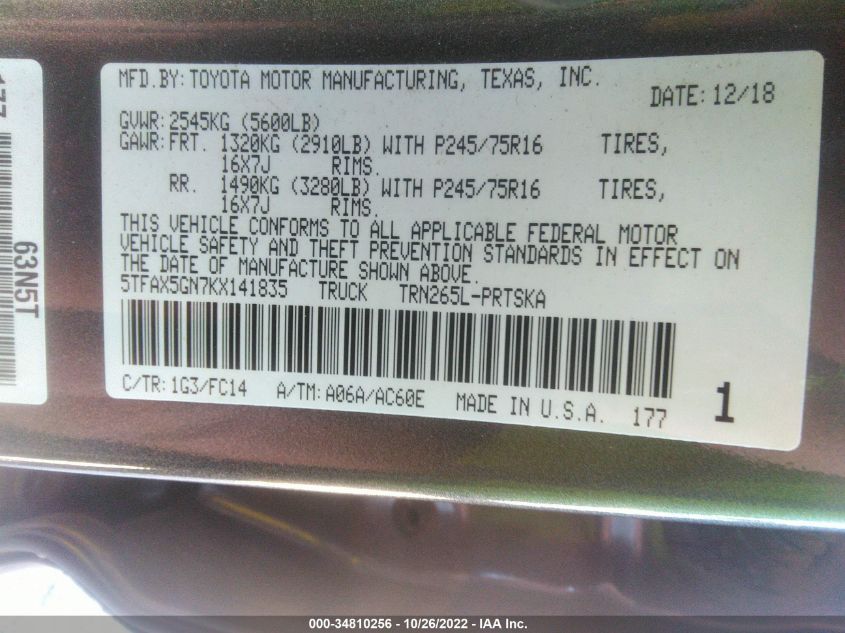 MFD.BY: TOYOTA MOTOR MANUFACTURING, TEXAS, INC.
DATE: 12/18
GVWR: 2545KG (5600LB)
GAWR: FRT. 1320KG (2910LB) WITH P245/75R16 TIRES,
16X7J RIMS.
RR. 1490KG (3280LB) WITH P245/75R16 TIRES,
16X7J RIMS.
THIS VEHICLE CONFORMS TO ALL APPLICABLE FEDERAL MOTOR
VEHICLE SAFETY AND THEFT PREVENTION STANDARDS IN EFFECT ON
THE DATE OF MANUFACTURE SHOWN ABOVE.
5TFAX5GN7KX141835 TRUCK TRN265L-PRTSKA
C/TR: 1G3/FC14 A/TM: A06A/AC60E MADE IN U.S.A. 177 1
177
63N5T
000-34810256 - 10/26/2022 - IAA Inc.